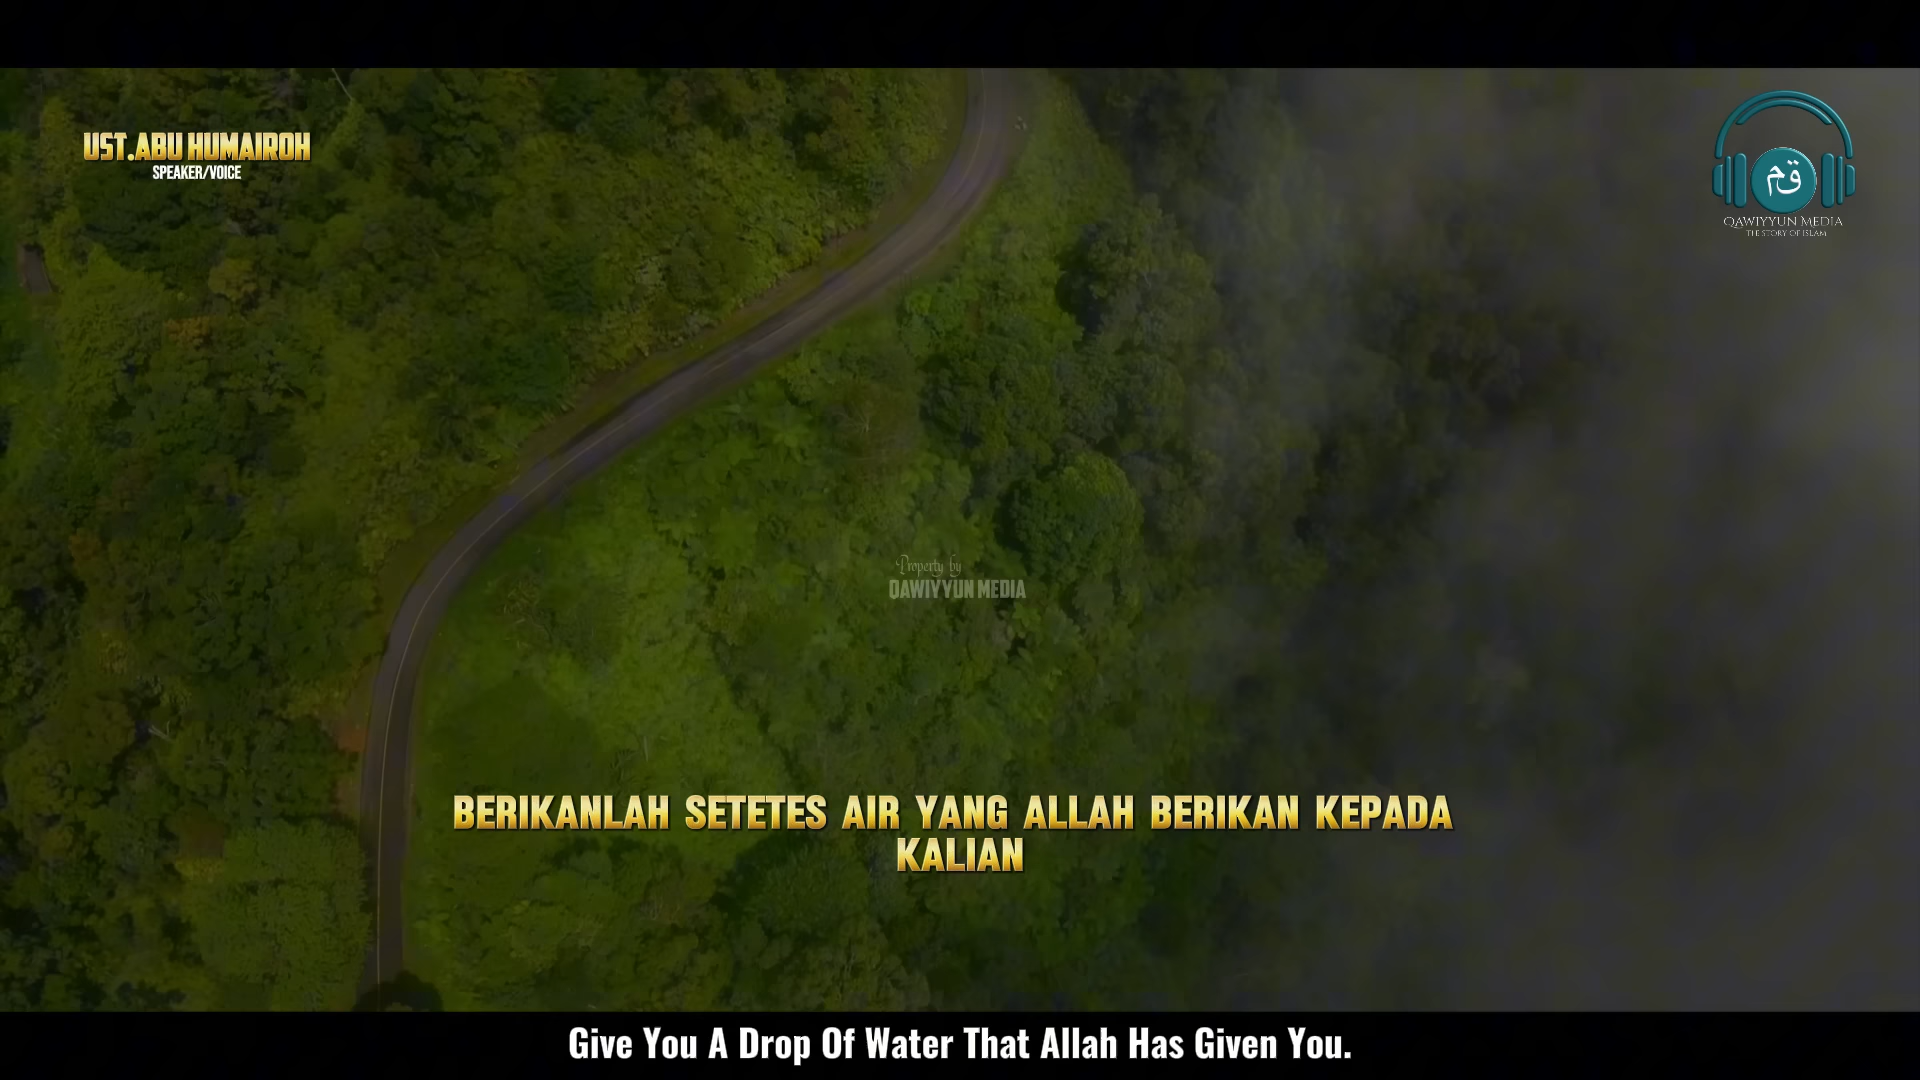 UST.ABU HUMAIROH
SPEAKER/VOICE
قم
QAWIYYUN MEDIA
THE STORY OF ISLAM
Property by
QAWIYYUN MEDIA
BERIKANLAH SETETES AIR YANG ALLAH BERIKAN KEPADA
KALIAN
Give You A Drop Of Water That Allah Has Given You.